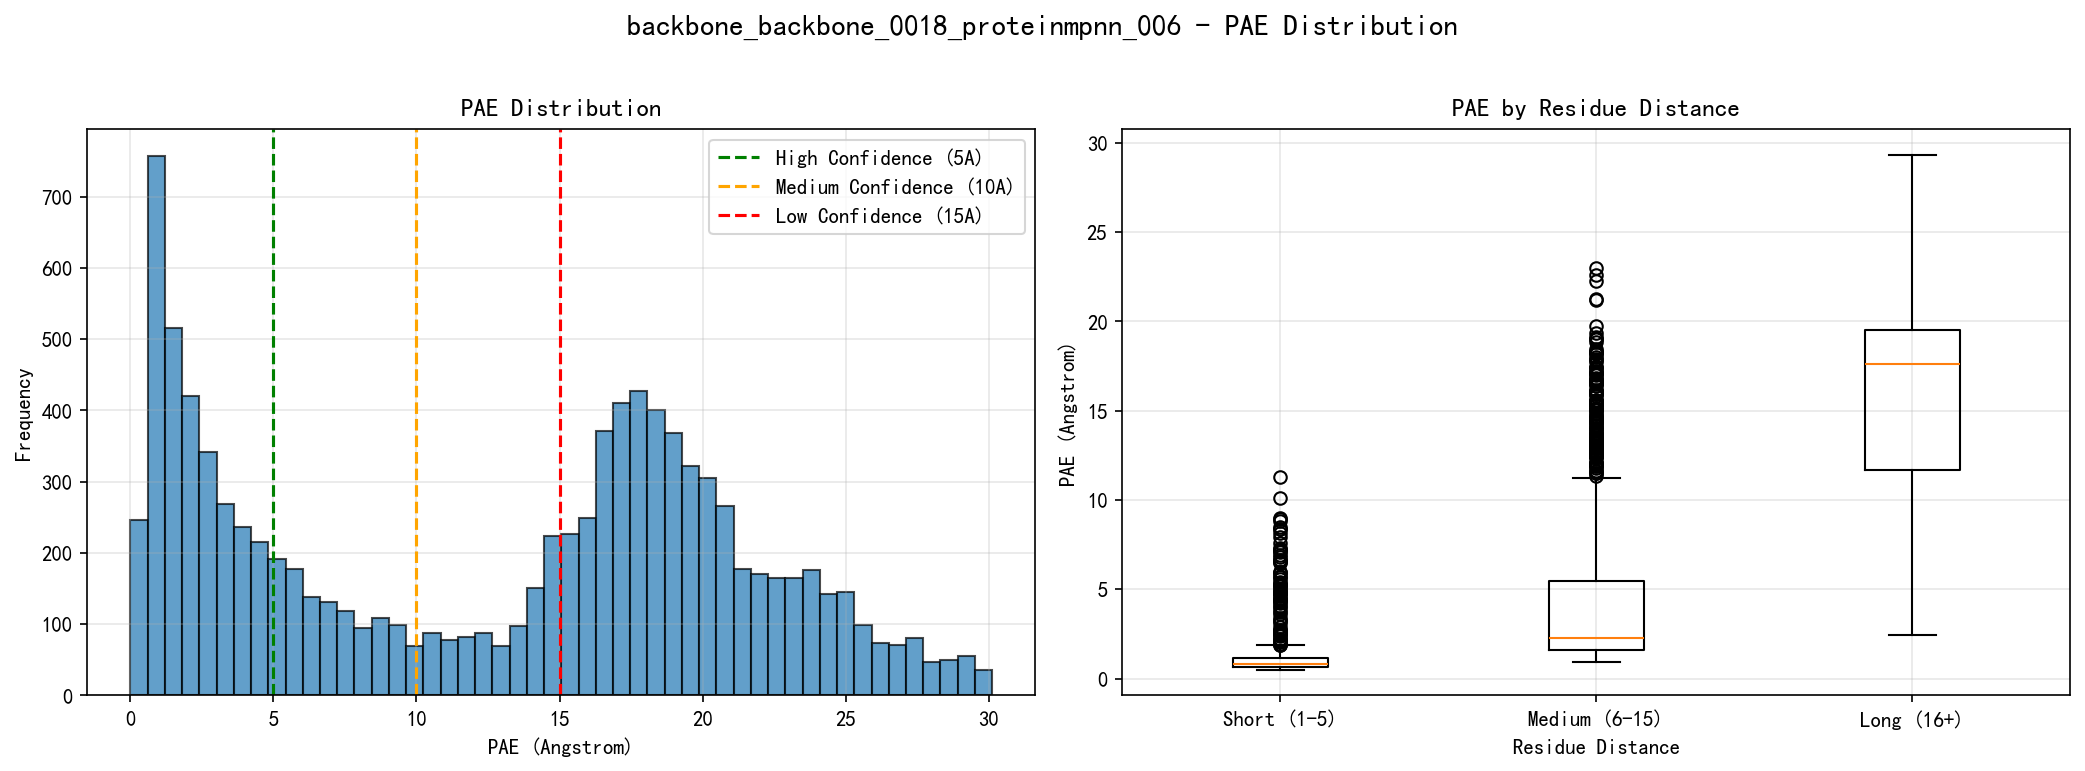 backbone_backbone_0018_proteinmpnn_006 - PAE Distribution
PAE Distribution
Frequency
700
600
500
400
300
200
100
0
0 5 10 15 20 25 30
PAE (Angstrom)
High Confidence (5A)
Medium Confidence (10A)
Low Confidence (15A)
PAE by Residue Distance
PAE (Angstrom)
30
25
20
15
10
5
0
Short (1-5) Medium (6-15) Long (16+)
Residue Distance